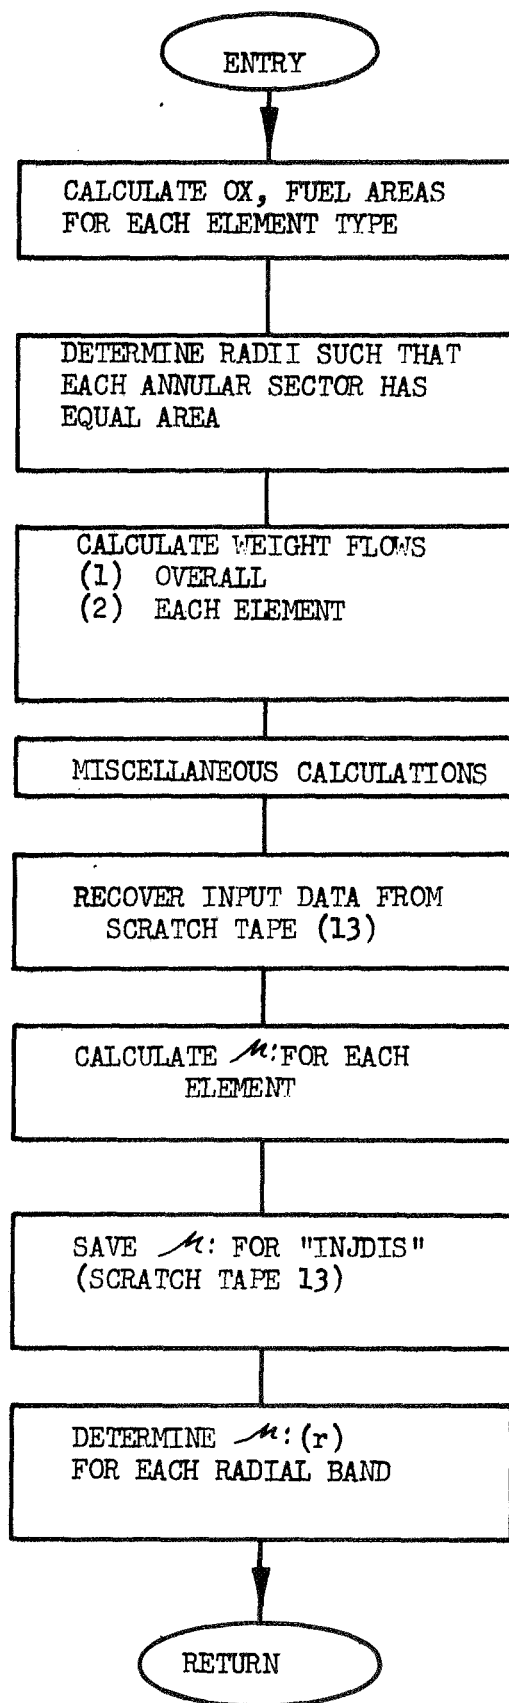 ENTRY
CALCULATE OX, FUEL AREAS
FOR EACH ELEMENT TYPE
DETERMINE RADII SUCH THAT
EACH ANNULAR SECTOR HAS
EQUAL AREA
CALCULATE WEIGHT FLOWS
(1) OVERALL
(2) EACH ELEMENT
MISCELLANEOUS CALCULATIONS
RECOVER INPUT DATA FROM
SCRATCH TAPE (13)
CALCULATE : FOR EACH
ELEMENT
SAVE : FOR "INJDIS"
(SCRATCH TAPE 13)
DETERMINE :(r)
FOR EACH RADIAL BAND
RETURN